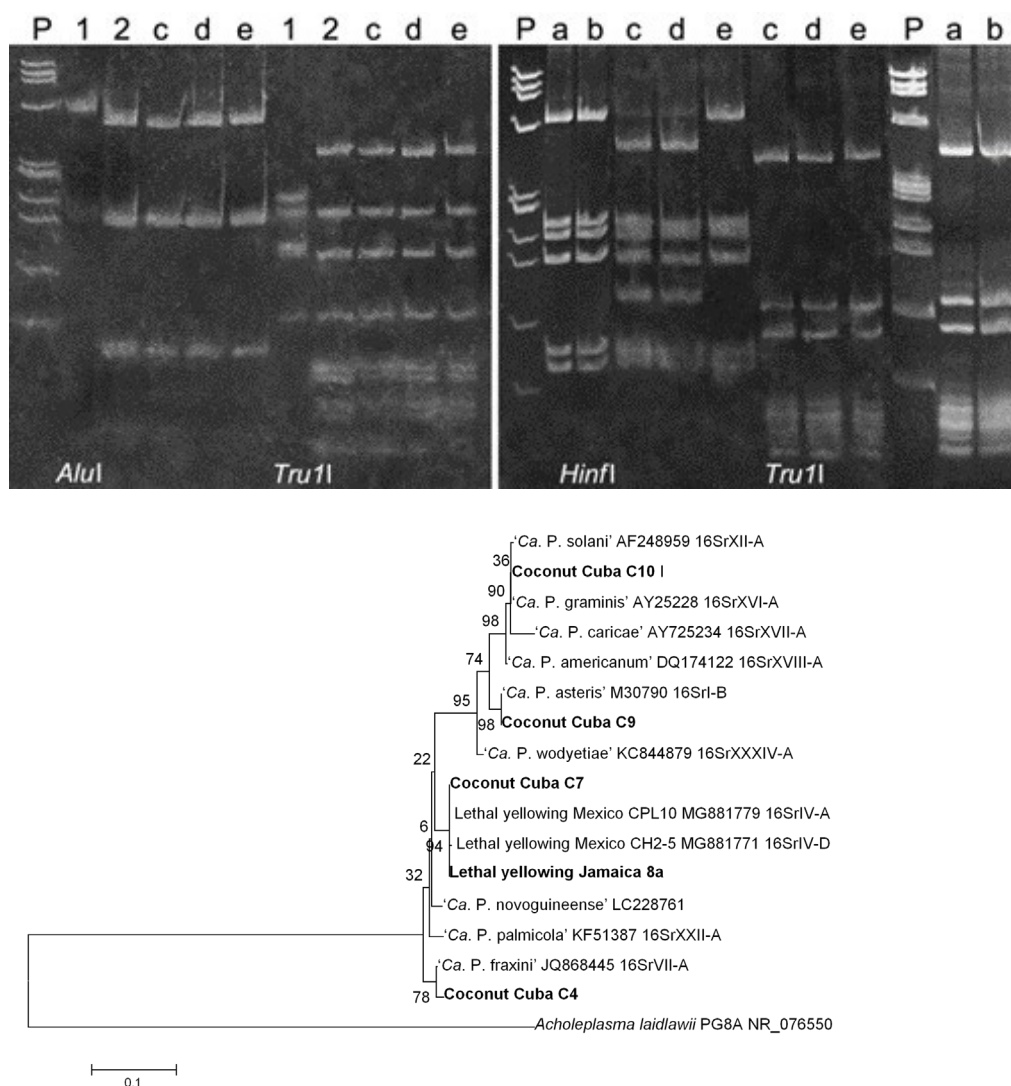 P 1 2 c d e 1 2 c d e
AluI Tru1I
P a b c d e c d e P a b
HinfI Tru1I
'Ca. P. solani' AF248959 16SrXII-A
36
Coconut Cuba C10 I
90
'Ca. P. graminis' AY25228 16SrXVI-A
98
'Ca. P. caricae' AY725234 16SrXVII-A
74
'Ca. P. americanum' DQ174122 16SrXVIII-A
95
'Ca. P. asteris' M30790 16SrI-B
98
Coconut Cuba C9
'Ca. P. wodyetiae' KC844879 16SrXXXIV-A
22
Coconut Cuba C7
Lethal yellowing Mexico CPL10 MG881779 16SrIV-A
6
94
Lethal yellowing Mexico CH2-5 MG881771 16SrIV-D
32
Lethal yellowing Jamaica 8a
'Ca. P. novoguineense' LC228761
'Ca. P. palmicola' KF51387 16SrXXII-A
'Ca. P. fraxini' JQ868445 16SrVII-A
78
Coconut Cuba C4
Acholeplasma laidlawii PG8A NR_076550
0.1